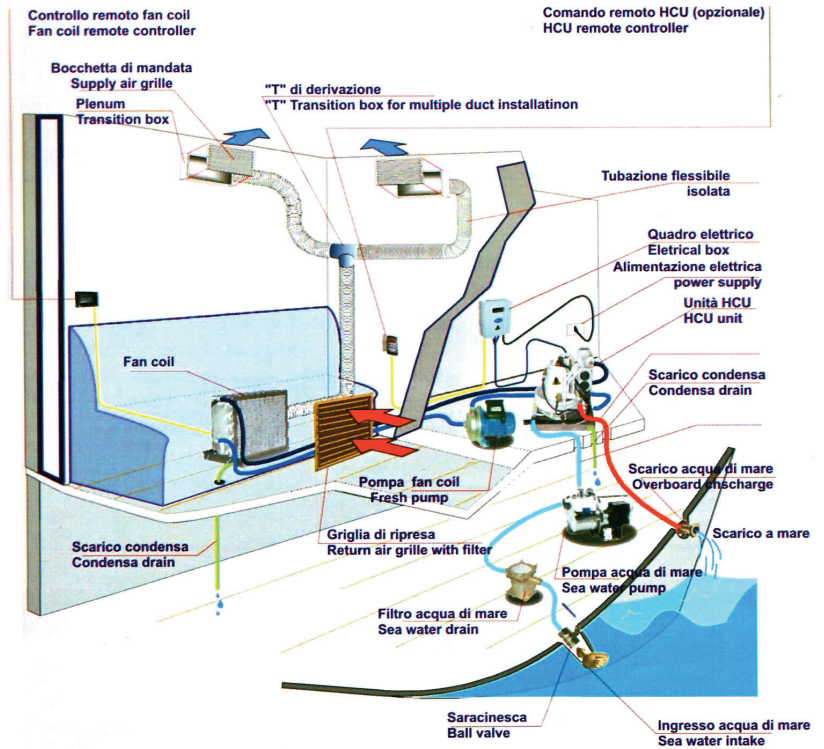 Controllo remoto fan coil
Fan coil remote controller
Comando remoto HCU (opzionale)
HCU remote controller
Bocchetta di mandata
Supply air grille
Plenum
Transition box
"T" di derivazione
"T" Transition box for multiple duct installatinon
Tubazione flessibile
isolata
Quadro elettrico
Eletrical box
Alimentazione elettrica
power supply
Unità HCU
HCU unit
Fan coil
Scarico condensa
Condensa drain
Pompa fan coil
Fresh pump
Scarico acqua di mare
Overboard chscharge
Griglia di ripresa
Return air grille with filter
Scarico a mare
Scarico condensa
Condensa drain
Pompa acqua di mare
Sea water pump
Filtro acqua di mare
Sea water drain
Saracinesca
Ball valve
Ingresso acqua di mare
Sea water intake